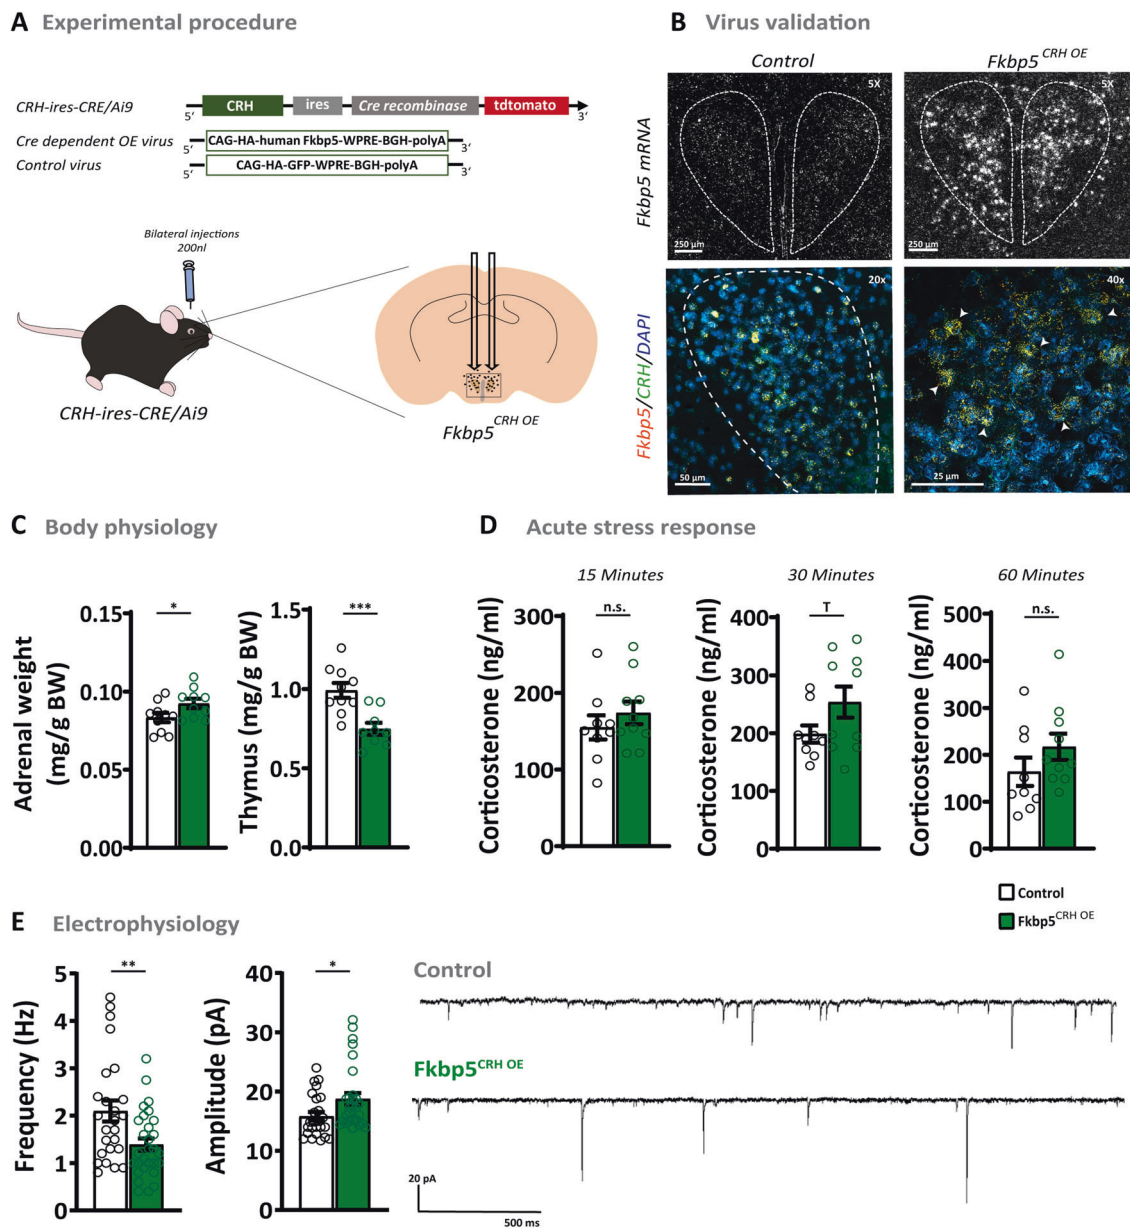 A Experimental procedure
CRH-ires-CRE/Ai9
5‘
CRH
ires
Cre recombinase
tdtomato
3‘
Cre dependent OE virus
5‘
CAG-HA-human Fkbp5-WPRE-BGH-polyA
3‘
Control virus
5‘
CAG-HA-GFP-WPRE-BGH-polyA
3‘
Bilateral injections
200nl
CRH-ires-CRE/Ai9
Fkbp5CRH OE
B Virus validation
Control
Fkbp5CRH OE
Fkbp5 mRNA
5X
250 µm
5X
250 µm
Fkbp5/CRH/DAPI
20x
50 µm
40x
25 µm
C Body physiology
Adrenal weight
(mg/g BW)
0.15
0.10
0.05
0.00
*
Thymus (mg/g BW)
1.5
1.0
0.5
0.0
***
D Acute stress response
15 Minutes
Corticosterone (ng/ml)
300
200
100
0
n.s.
30 Minutes
Corticosterone (ng/ml)
400
300
200
100
0
T
60 Minutes
Corticosterone (ng/ml)
500
400
300
200
100
0
n.s.
Control
Fkbp5CRH OE
E Electrophysiology
Frequency (Hz)
5
4
3
2
1
0
**
Amplitude (pA)
40
30
20
10
0
*
Control
Fkbp5CRH OE
20 pA
500 ms